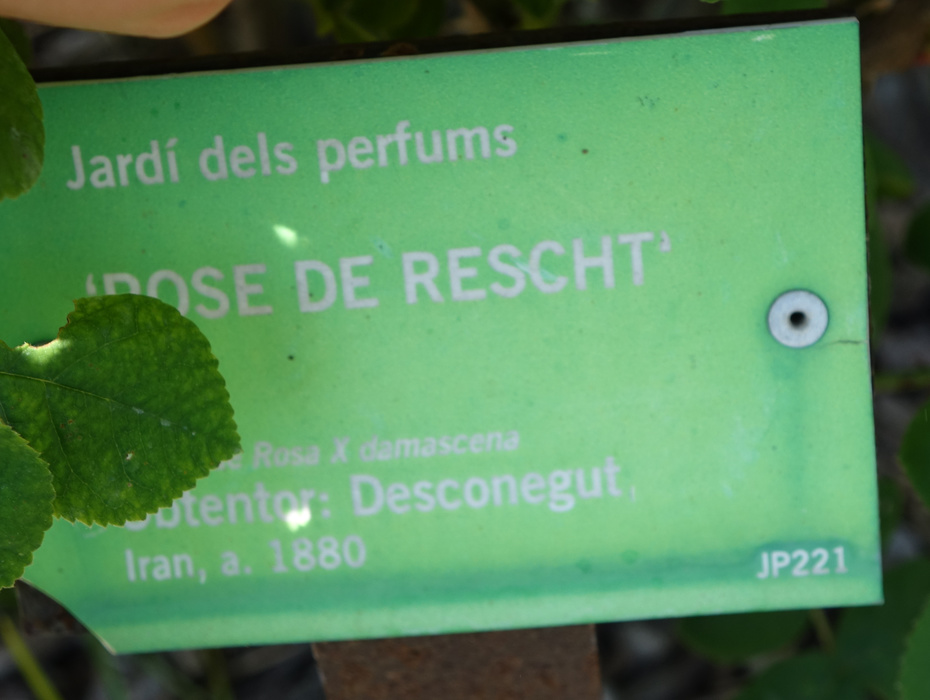 Jardí dels perfums
'ROSE DE RESCHT'
Rosa X damascena
Obtentor: Desconegut,
Iran, a. 1880
JP221